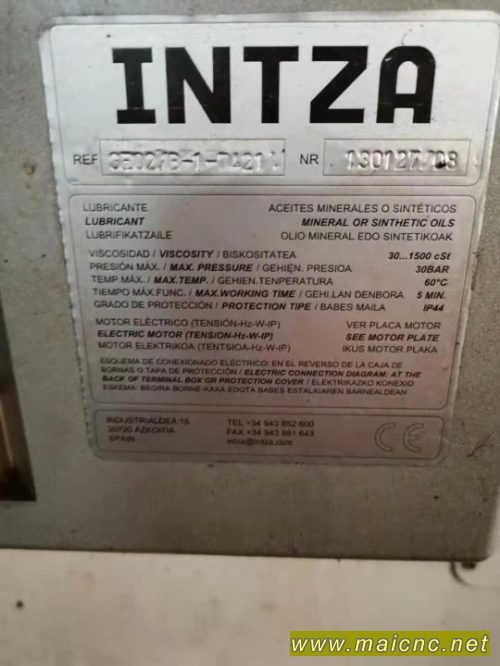 INTZA
REF NR 130127/08
LUBRICANTE ACEITES MINERALES O SINTÉTICOS
LUBRICANT MINERAL OR SINTHETIC OILS
LUBRIFIKATZAILE OLIO MINERAL EDO SINTETIKOAK
VISCOSIDAD / VISCOSITY / BISKOSITATEA 30...1500 cSt
PRESIÓN MÁX./ MAX. PRESSURE / GEHIEN. PRESIOA 30BAR
TEMP.MÁX./ MAX.TEMP./ GEHIEN.TENPERATURA 60°C
TIEMPO MÁX.FUNC./ MAX.WORKING TIME / GEHI.LAN DENBORA 5 MIN.
GRADO DE PROTECCIÓN / PROTECTION TIPE / BABES MAILA IP44
MOTOR ELÉCTRICO (TENSIÓN-Hz-W-IP) VER PLACA MOTOR
ELECTRIC MOTOR (TENSION-Hz-W-IP) SEE MOTOR PLATE
MOTOR ELEKTRIKOA (TENTSIOA-Hz-W-IP) IKUS MOTOR PLAKA
ESQUEMA DE CONEXIONADO ELÉCTRICO: EN EL REVERSO DE LA CAJA DE
BORNAS O TAPA DE PROTECCIÓN / ELECTRIC CONNECTION DIAGRAM: AT THE
BACK OF TERMINAL BOX OR PROTECTION COVER / ELEKTRIKAZKO KONEXIO
ESKEMA: BEGIRA BORNE-KAXA EDOTA BABES ESTALKIAREN BARNEALDEAN
INDUSTRIALDEA 15 TEL +34 943 852 600
20720 AZKOITIA FAX +34 943 851 643
SPAIN intza@intza.com
CE
www.maicnc.net